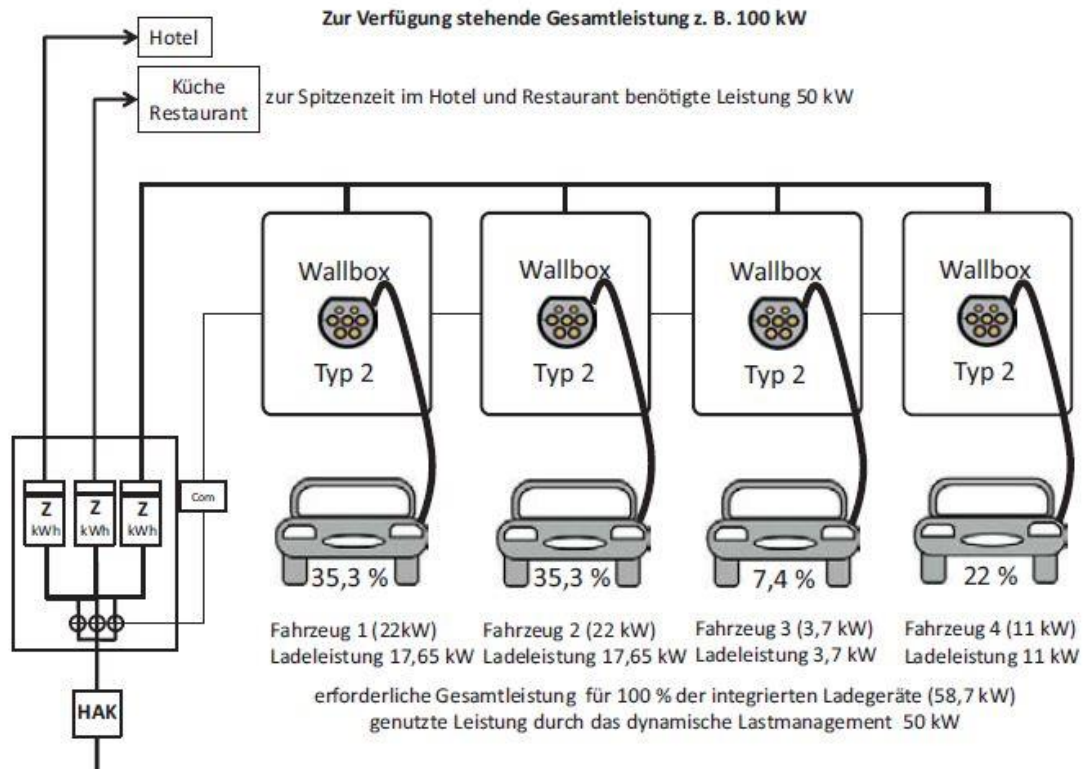 Zur Verfügung stehende Gesamtleistung z. B. 100 kW
Hotel
Küche
Restaurant
zur Spitzenzeit im Hotel und Restaurant benötigte Leistung 50 kW
Wallbox
Typ 2
Wallbox
Typ 2
Wallbox
Typ 2
Wallbox
Typ 2
Z
kWh
Z
kWh
Z
kWh
Com
35,3 %
35,3 %
7,4 %
22 %
Fahrzeug 1 (22kW)
Ladeleistung 17,65 kW
Fahrzeug 2 (22 kW)
Ladeleistung 17,65 kW
Fahrzeug 3 (3,7 kW)
Ladeleistung 3,7 kW
Fahrzeug 4 (11 kW)
Ladeleistung 11 kW
HAK
erforderliche Gesamtleistung für 100 % der integrierten Ladegeräte (58,7 kW)
genutzte Leistung durch das dynamische Lastmanagement 50 kW